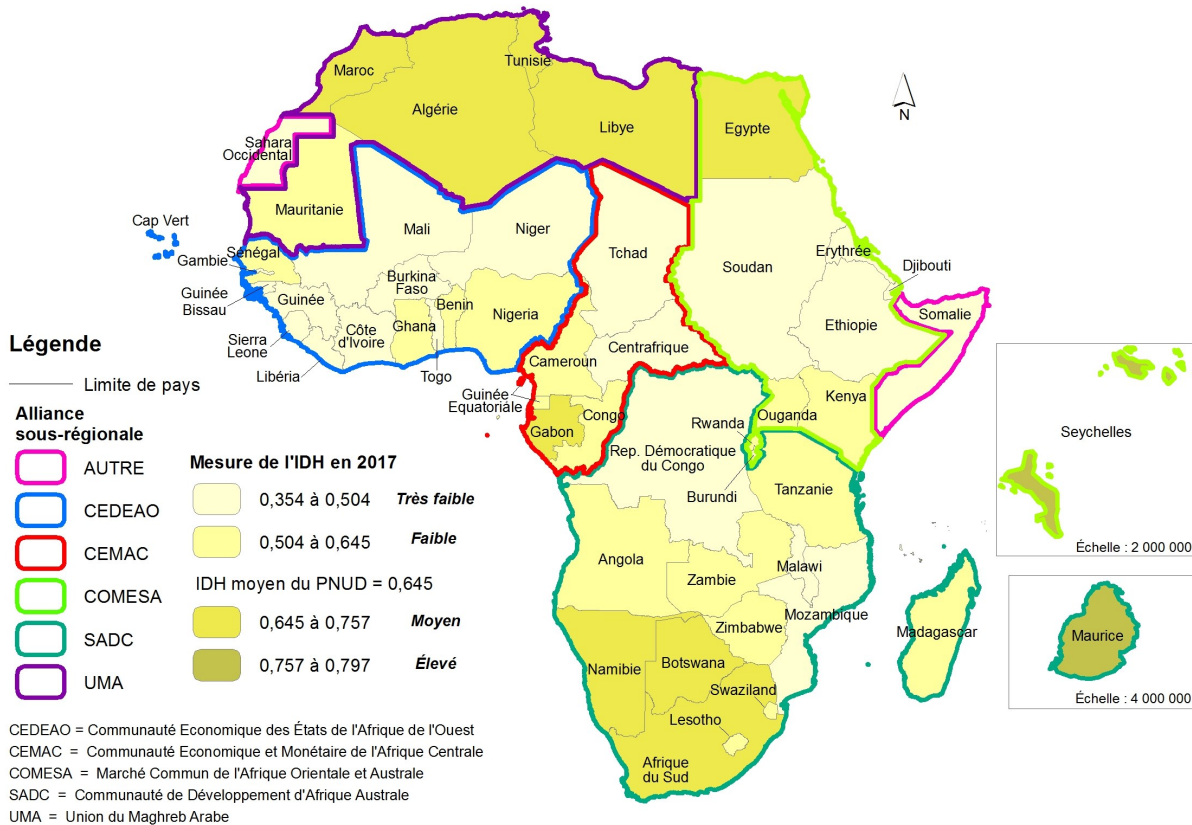 Maroc
Tunisie
Algérie
Libye
Egypte
N
Sahara
Occidental
Mauritanie
Cap Vert
Mali
Niger
Tchad
Soudan
Erythrée
Djibouti
Sénégal
Gambie
Guinée
Bissau
Guinée
Burkina
Faso
Benin
Nigeria
Ghana
Côte
d'Ivoire
Sierra
Leone
Libéria
Togo
Cameroun
Centrafrique
Ethiopie
Somalie
Guinée
Equatoriale
Congo
Gabon
Ouganda
Kenya
Rwanda
Rep. Démocratique
du Congo
Burundi
Tanzanie
Seychelles
Échelle : 2 000 000
Angola
Zambie
Malawi
Mozambique
Zimbabwe
Madagascar
Maurice
Échelle : 4 000 000
Namibie
Botswana
Swaziland
Lesotho
Afrique
du Sud
Légende
Limite de pays
Alliance
sous-régionale
AUTRE
CEDEAO
CEMAC
COMESA
SADC
UMA
Mesure de l'IDH en 2017
0,354 à 0,504 Très faible
0,504 à 0,645 Faible
IDH moyen du PNUD = 0,645
0,645 à 0,757 Moyen
0,757 à 0,797 Élevé
CEDEAO = Communauté Economique des États de l'Afrique de l'Ouest
CEMAC = Communauté Economique et Monétaire de l'Afrique Centrale
COMESA = Marché Commun de l'Afrique Orientale et Australe
SADC = Communauté de Développement d'Afrique Australe
UMA = Union du Maghreb Arabe